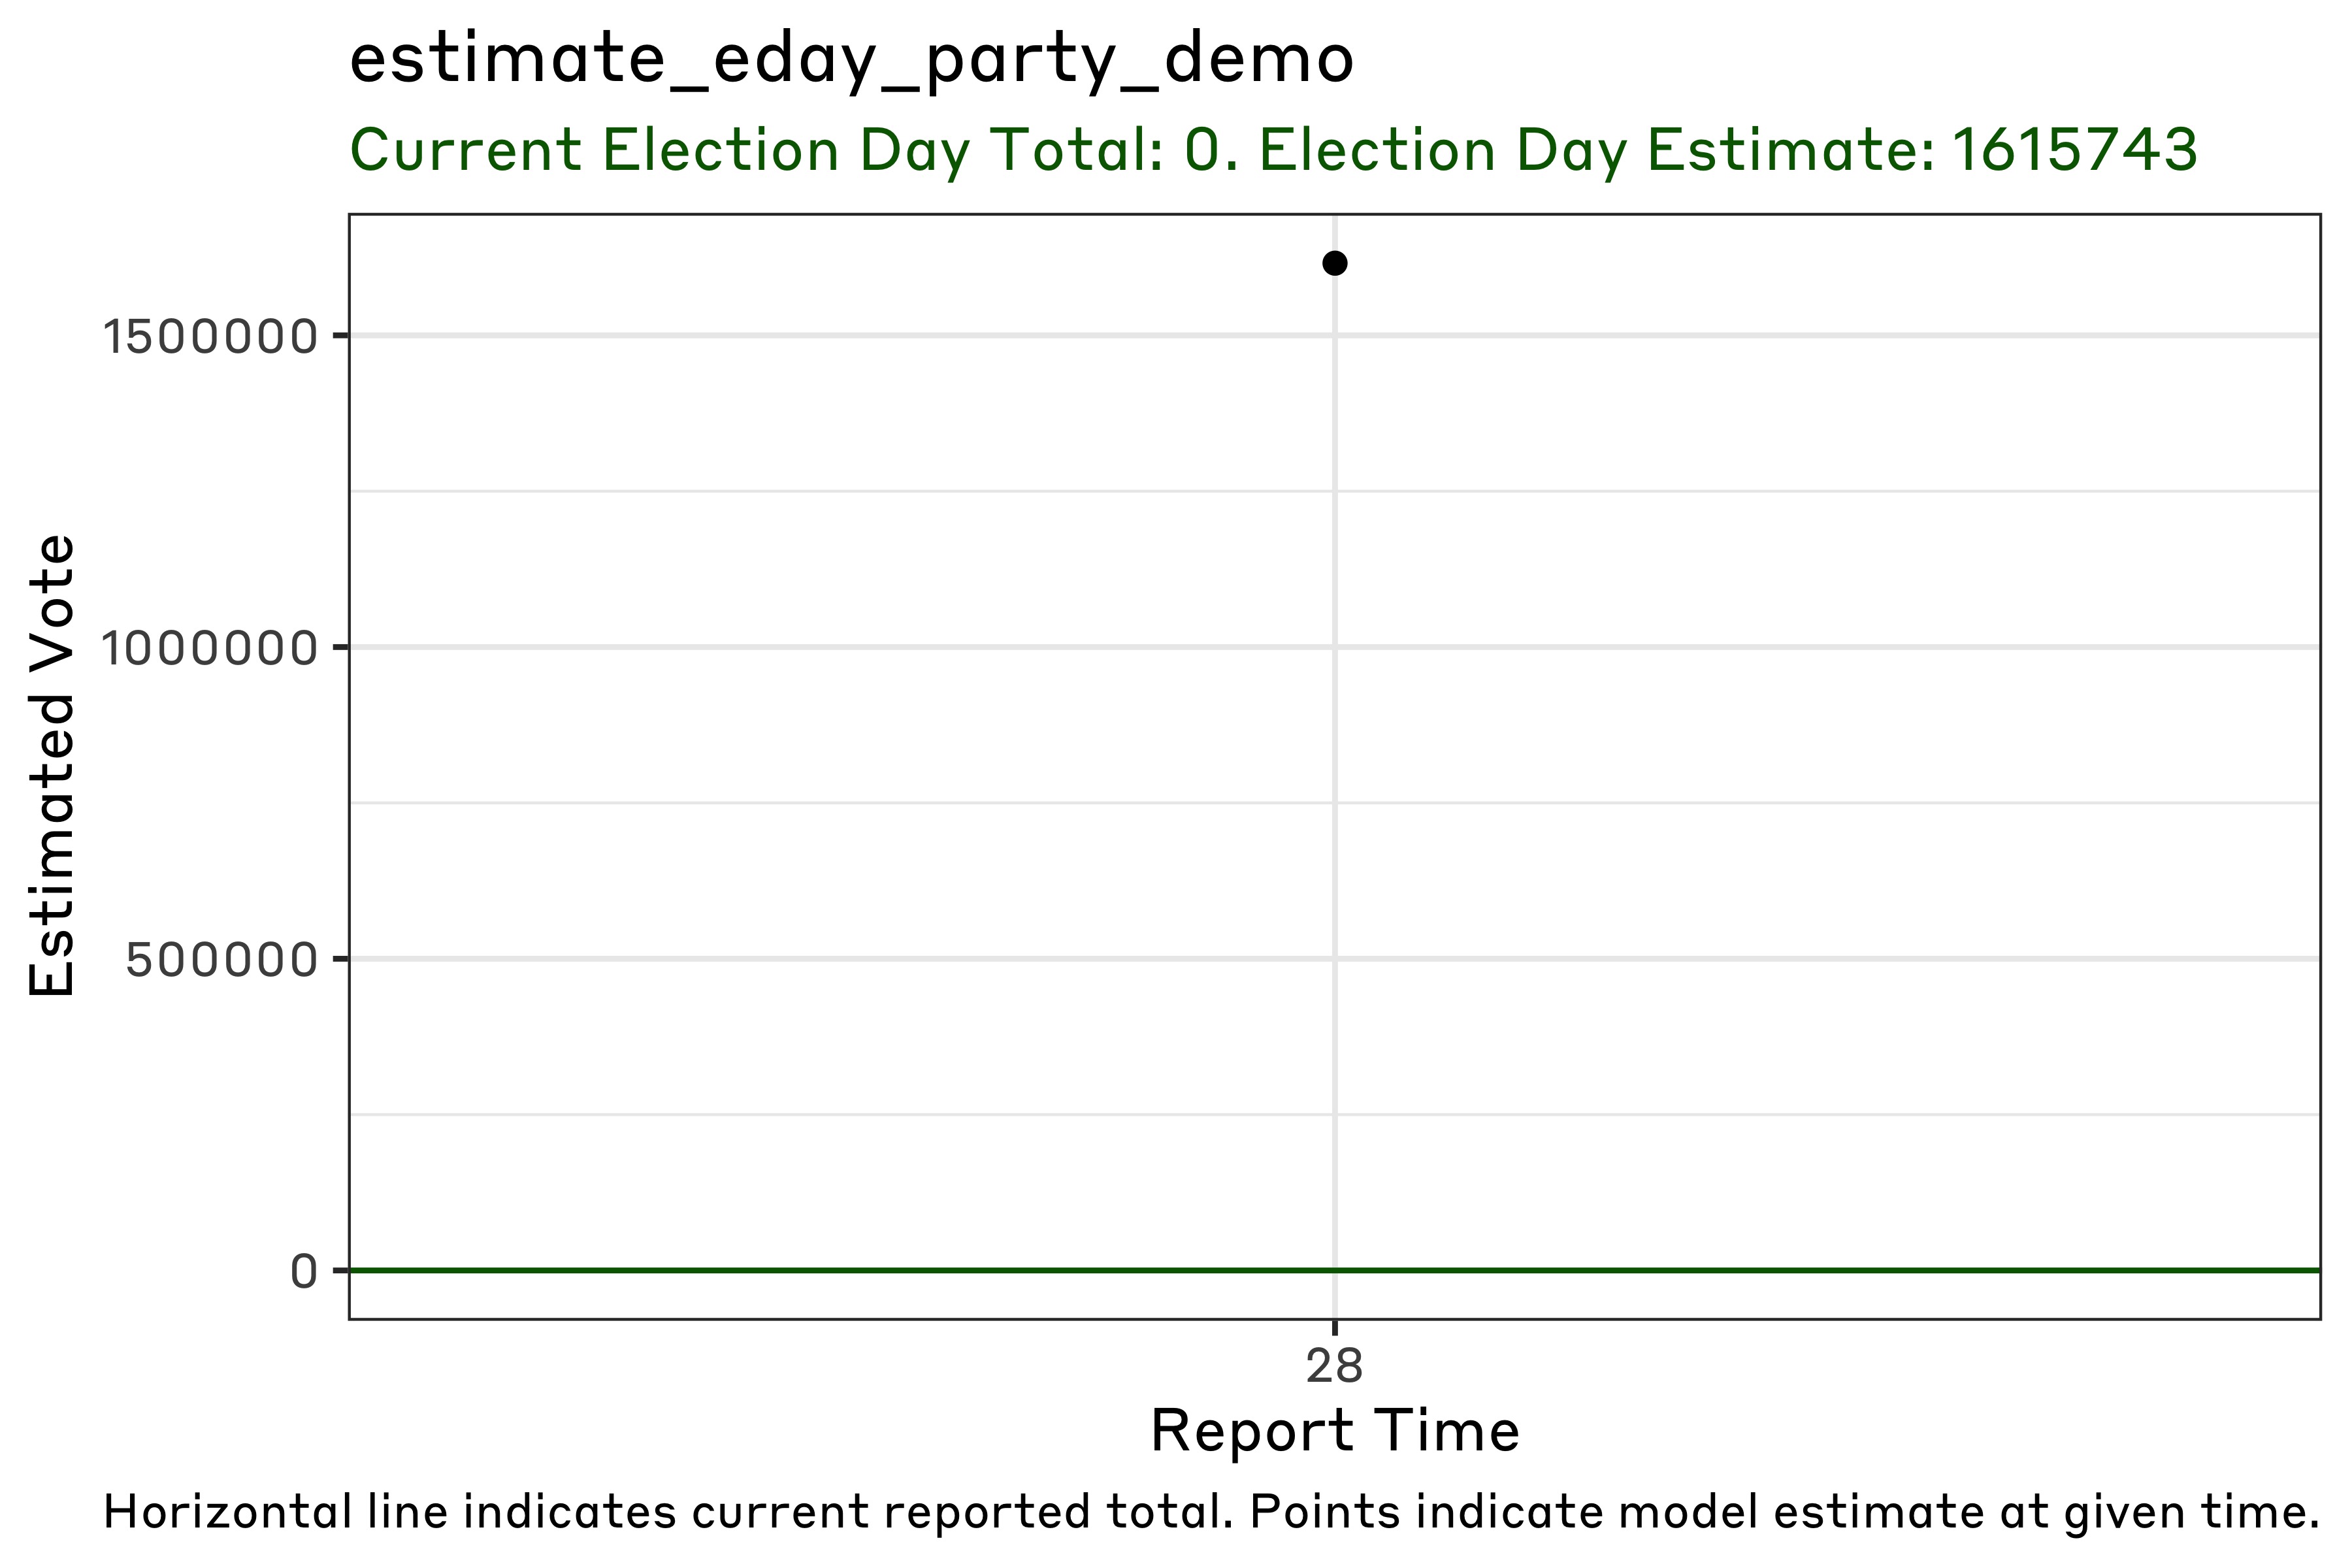 estimate_eday_party_demo
Current Election Day Total: 0. Election Day Estimate: 1615743
Estimated Vote
1500000
1000000
500000
0
28
Report Time
Horizontal line indicates current reported total. Points indicate model estimate at given time.